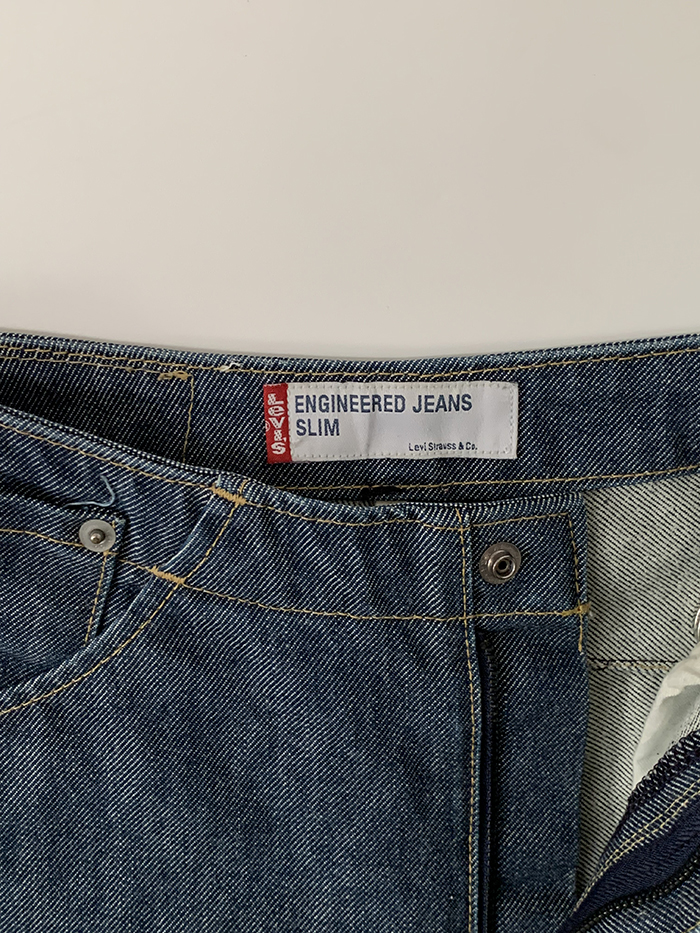 LEVI'S
ENGINEERED JEANS
SLIM
Levi Strauss & Co.